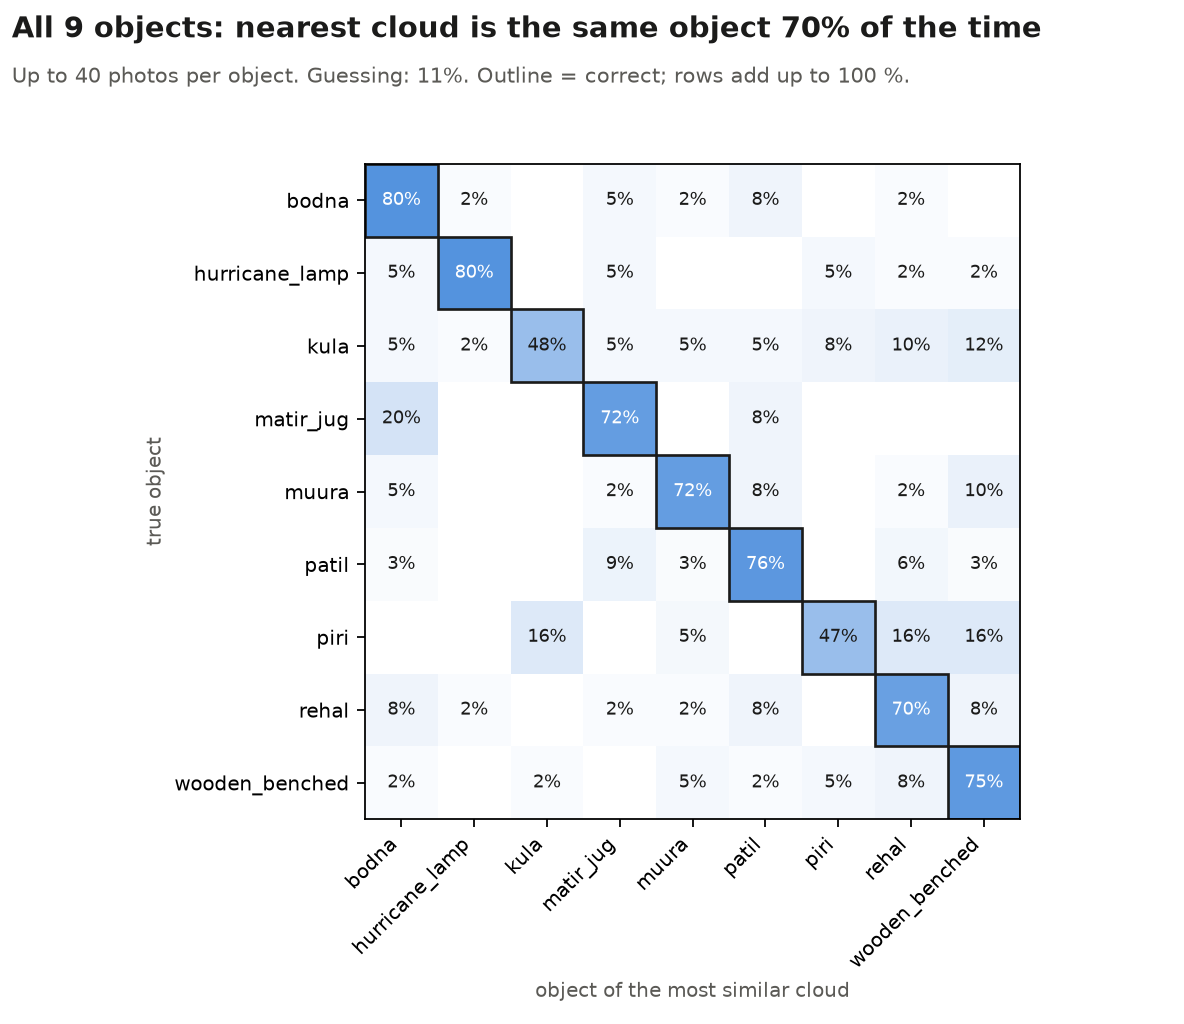 All 9 objects: nearest cloud is the same object 70% of the time
Up to 40 photos per object. Guessing: 11%. Outline = correct; rows add up to 100 %.
true object
bodna 80% 2% 5% 2% 8% 2%
hurricane_lamp 5% 80% 5% 5% 2% 2%
kula 5% 2% 48% 5% 5% 5% 8% 10% 12%
matir_jug 20% 72% 8%
muura 5% 2% 72% 8% 2% 10%
patil 3% 9% 3% 76% 6% 3%
piri 16% 5% 47% 16% 16%
rehal 8% 2% 2% 2% 8% 70% 8%
wooden_benched 2% 2% 5% 2% 5% 8% 75%
bodna hurricane_lamp kula matir_jug muura patil piri rehal wooden_benched
object of the most similar cloud